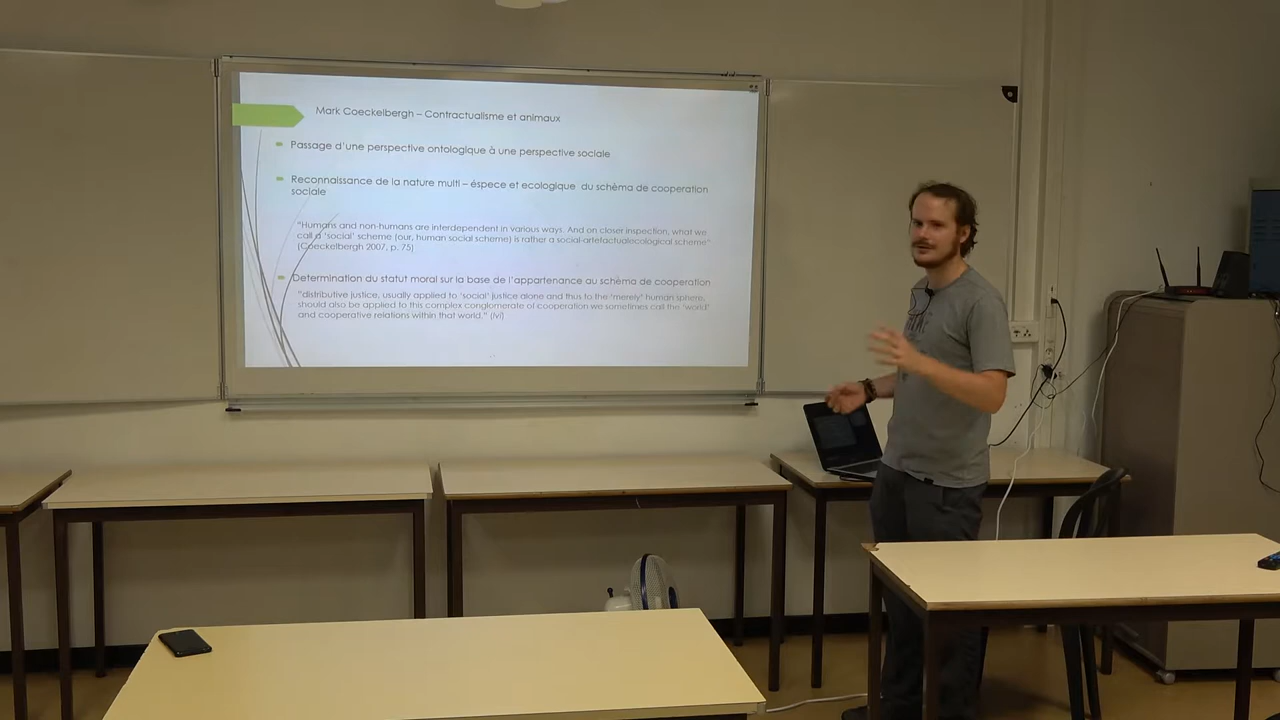 Mark Coeckelbergh – Contractualisme et animaux
Passage d'une perspective ontologique à une perspective sociale
Reconnaissance de la nature multi – éspece et ecologique du schèma de cooperation
sociale
"Humans and non-humans are interdependent in various ways. And on closer inspection, what we
call a 'social' scheme (our, human social scheme) is rather a social-artefactualecological scheme"
(Coeckelbergh 2007, p. 75)
Determination du statut moral sur la base de l'appartenance au schèma de cooperation
"distributive justice, usually applied to 'social' justice alone and thus to the 'merely' human sphere,
should also be applied to this complex conglomerate of cooperation we sometimes call the 'world'
and cooperative relations within that world." (Ivi)